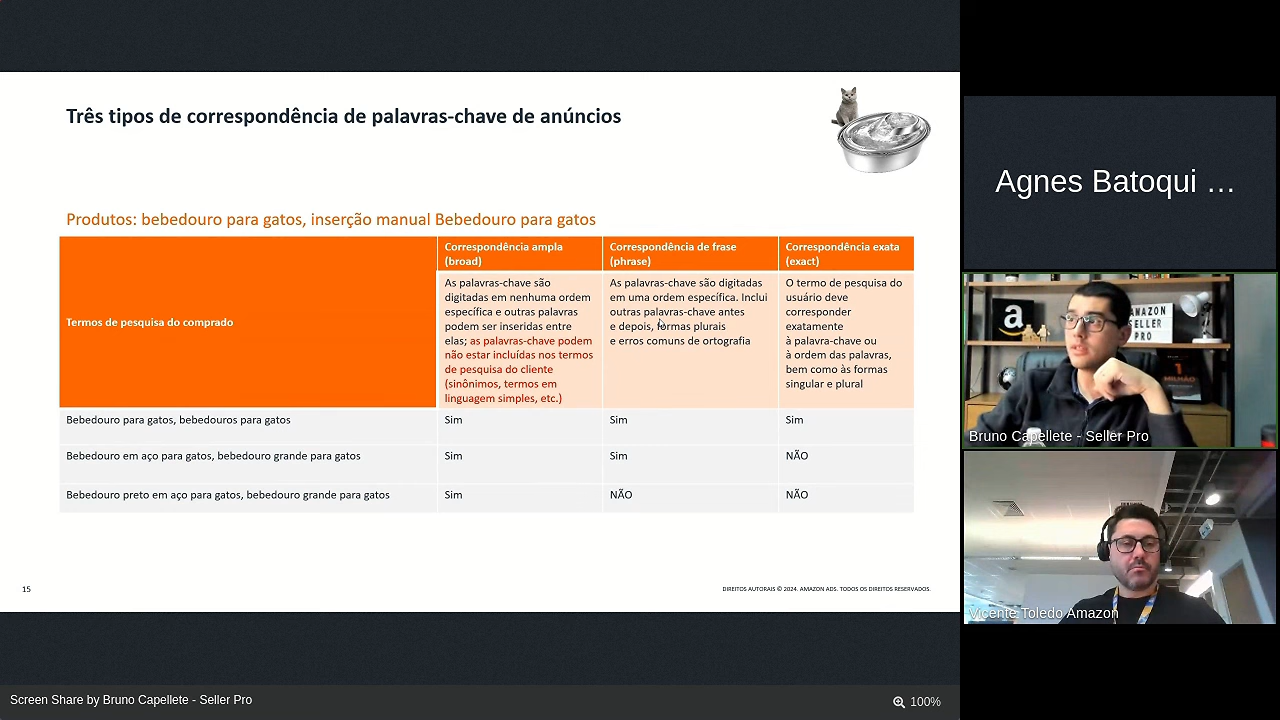 Três tipos de correspondência de palavras-chave de anúncios
Produtos: bebedouro para gatos, inserção manual Bebedouro para gatos
Termos de pesquisa do comprado
Correspondência ampla
(broad)
Correspondência de frase
(phrase)
Correspondência exata
(exact)
As palavras-chave são
digitadas em nenhuma ordem
específica e outras palavras
podem ser inseridas entre
elas; as palavras-chave podem
não estar incluídas nos termos
de pesquisa do cliente
(sinônimos, termos em
linguagem simples, etc.)
As palavras-chave são digitadas
em uma ordem específica. Inclui
outras palavras-chave antes
e depois, formas plurais
e erros comuns de ortografia
O termo de pesquisa do
usuário deve
corresponder
exatamente
à palavra-chave ou
à ordem das palavras,
bem como às formas
singular e plural
Bebedouro para gatos, bebedouros para gatos
Sim
Sim
Sim
Bebedouro em aço para gatos, bebedouro grande para gatos
Sim
Sim
NÃO
Bebedouro preto em aço para gatos, bebedouro grande para gatos
Sim
NÃO
NÃO
15
DIREITOS AUTORAIS © 2024. AMAZON ADS. TODOS OS DIREITOS RESERVADOS.
Screen Share by Bruno Capellete - Seller Pro
100%
Agnes Batoqui …
a
AMAZON
SELLER
PRO
1
MILHÃO
Bruno Capellete - Seller Pro
Vicente Toledo Amazon